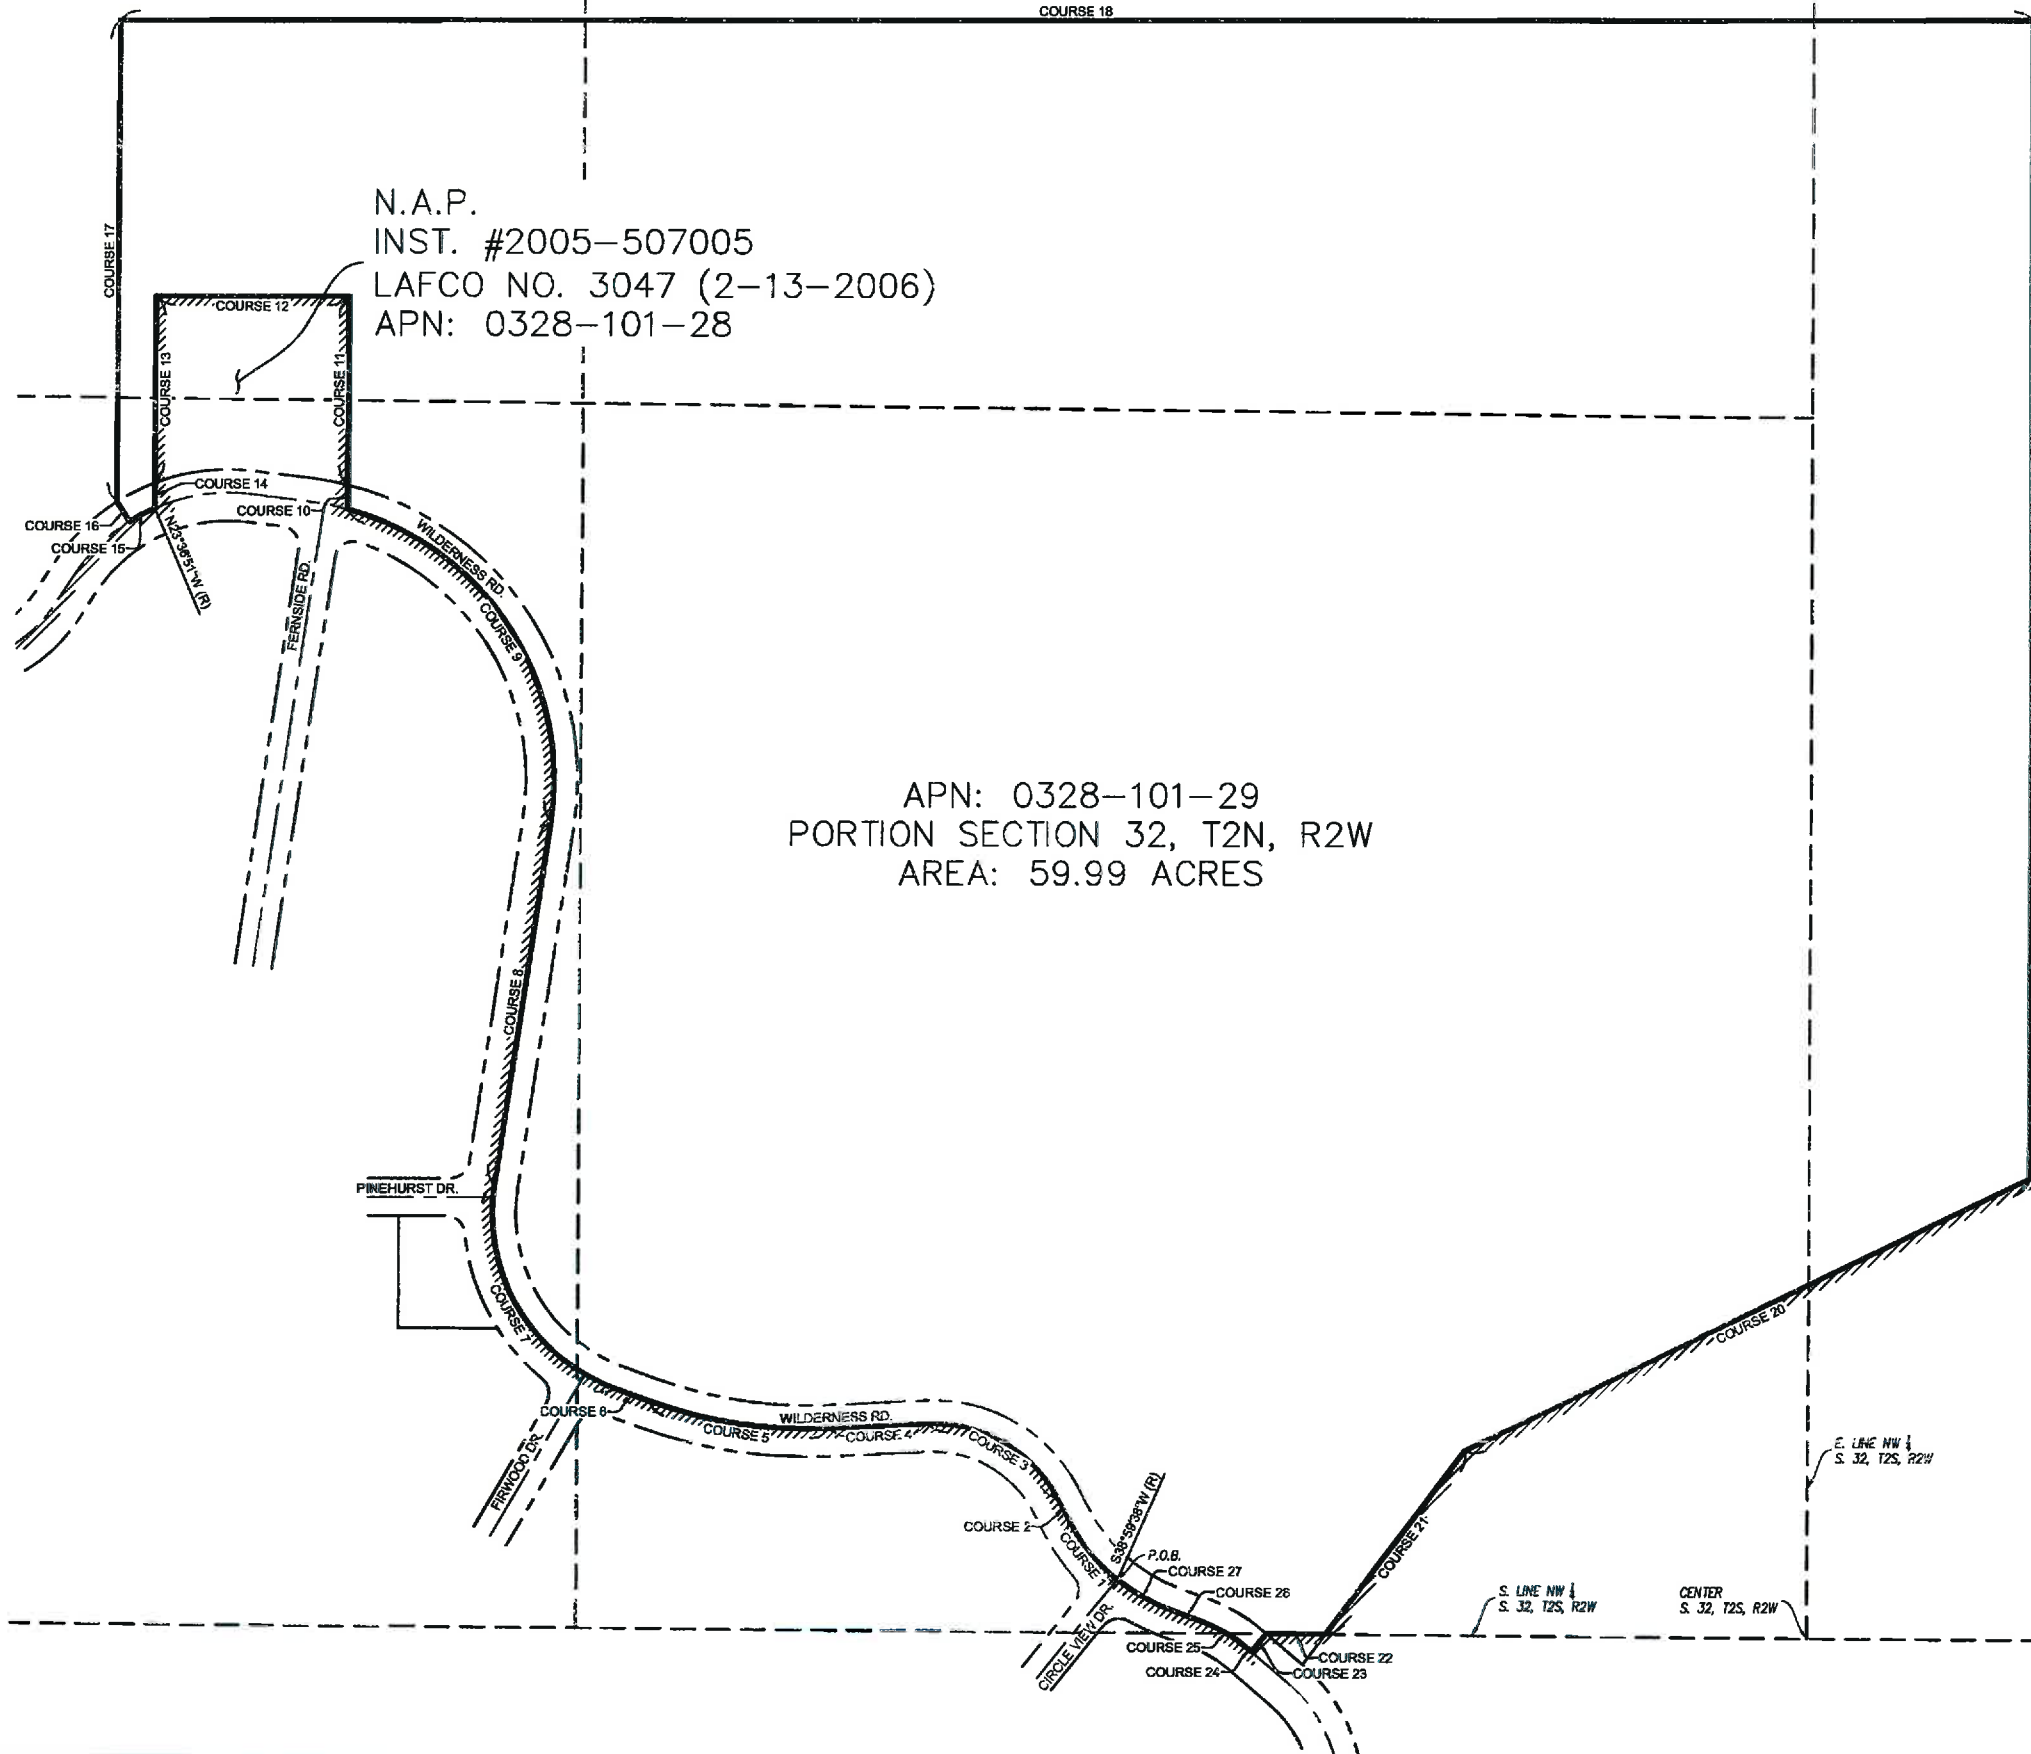 COURSE 18
N.A.P.
INST. #2005-507005
LAFCO NO. 3047 (2-13-2006)
APN: 0328-101-28
COURSE 17
COURSE 12
COURSE 13
COURSE 11
COURSE 14
COURSE 10
COURSE 16
COURSE 15
N23°36'51"W (R)
WILDERNESS RD.
COURSE 9
FERNSIDE RD.
APN: 0328-101-29
PORTION SECTION 32, T2N, R2W
AREA: 59.99 ACRES
COURSE 8
PINEHURST DR.
COURSE 7
COURSE 20
COURSE 6
WILDERNESS RD.
COURSE 5
COURSE 4
COURSE 3
FIRWOOD DR.
E. LINE NW ¼
S. 32, T2S, R2W
COURSE 2
COURSE 1
S38°59'38"W (R)
P.O.B.
COURSE 27
COURSE 26
COURSE 21
S. LINE NW ¼
S. 32, T2S, R2W
CENTER
S. 32, T2S, R2W
CIRCLE VIEW DR.
COURSE 25
COURSE 24
COURSE 22
COURSE 23